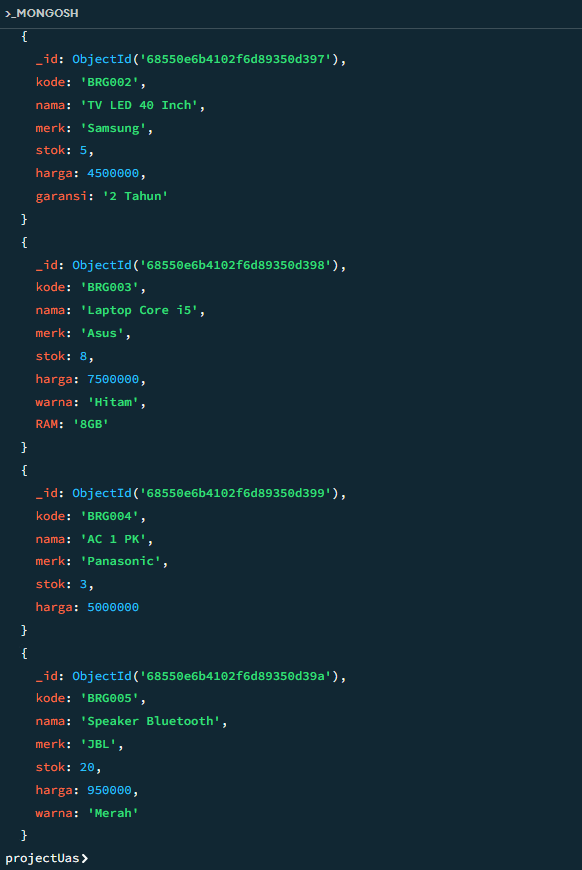 >_MONGOSH
{
_id: ObjectId('68550e6b4102f6d89350d397'),
kode: 'BRG002',
nama: 'TV LED 40 Inch',
merk: 'Samsung',
stok: 5,
harga: 4500000,
garansi: '2 Tahun'
}
{
_id: ObjectId('68550e6b4102f6d89350d398'),
kode: 'BRG003',
nama: 'Laptop Core i5',
merk: 'Asus',
stok: 8,
harga: 7500000,
warna: 'Hitam',
RAM: '8GB'
}
{
_id: ObjectId('68550e6b4102f6d89350d399'),
kode: 'BRG004',
nama: 'AC 1 PK',
merk: 'Panasonic',
stok: 3,
harga: 5000000
}
{
_id: ObjectId('68550e6b4102f6d89350d39a'),
kode: 'BRG005',
nama: 'Speaker Bluetooth',
merk: 'JBL',
stok: 20,
harga: 950000,
warna: 'Merah'
}
projectUas>